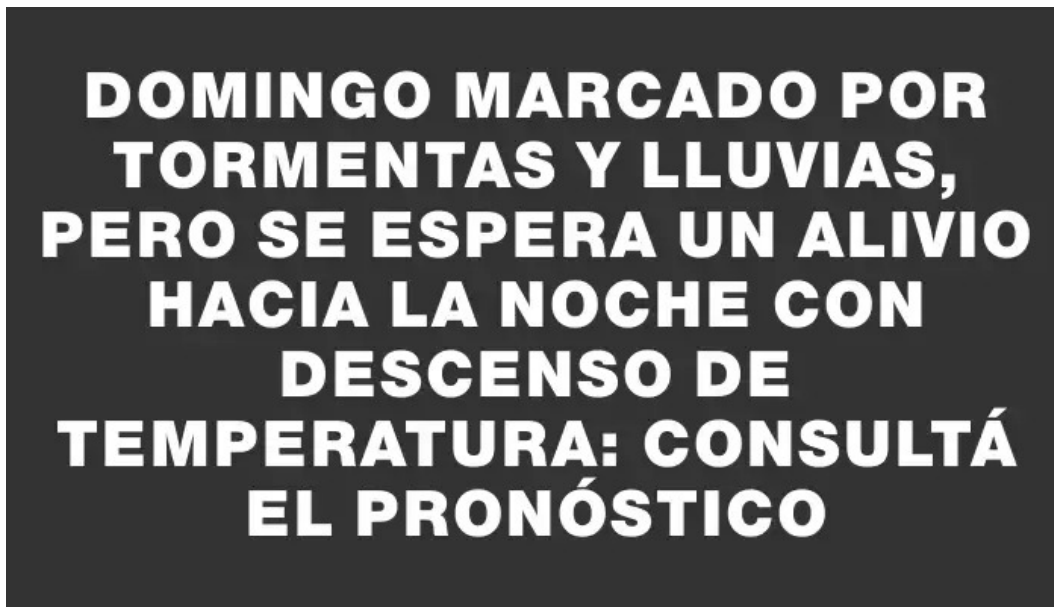 DOMINGO MARCADO POR
TORMENTAS Y LLUVIAS,
PERO SE ESPERA UN ALIVIO
HACIA LA NOCHE CON
DESCENSO DE
TEMPERATURA: CONSULTÁ
EL PRONÓSTICO